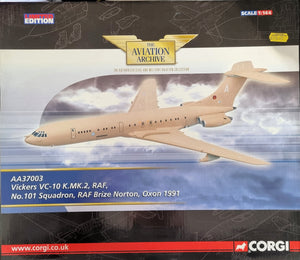 EDITION
SCALE 1:144
THE
AVIATION
ARCHIVE
A
AA37003
Vickers VC-10 K.MK.2, RAF,
No.101 Squadron, RAF Brize Norton, Oxon 1991
www.corgi.co.uk
CORGI